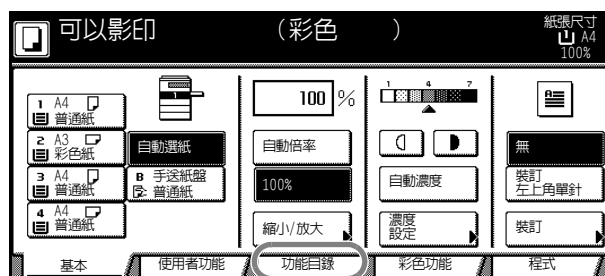 可以影印 (彩色 )
紙張尺寸
A4
100%
1 A4
普通紙
2 A3
彩色紙
3 A4
普通紙
4 A4
普通紙
自動選紙
B 手送紙盤
普通紙
100 %
自動倍率
100%
縮小/放大
1 4 7
自動濃度
濃度
設定
無
裝訂
左上角單針
裝訂
基本 使用者功能 功能目錄 彩色功能 程式